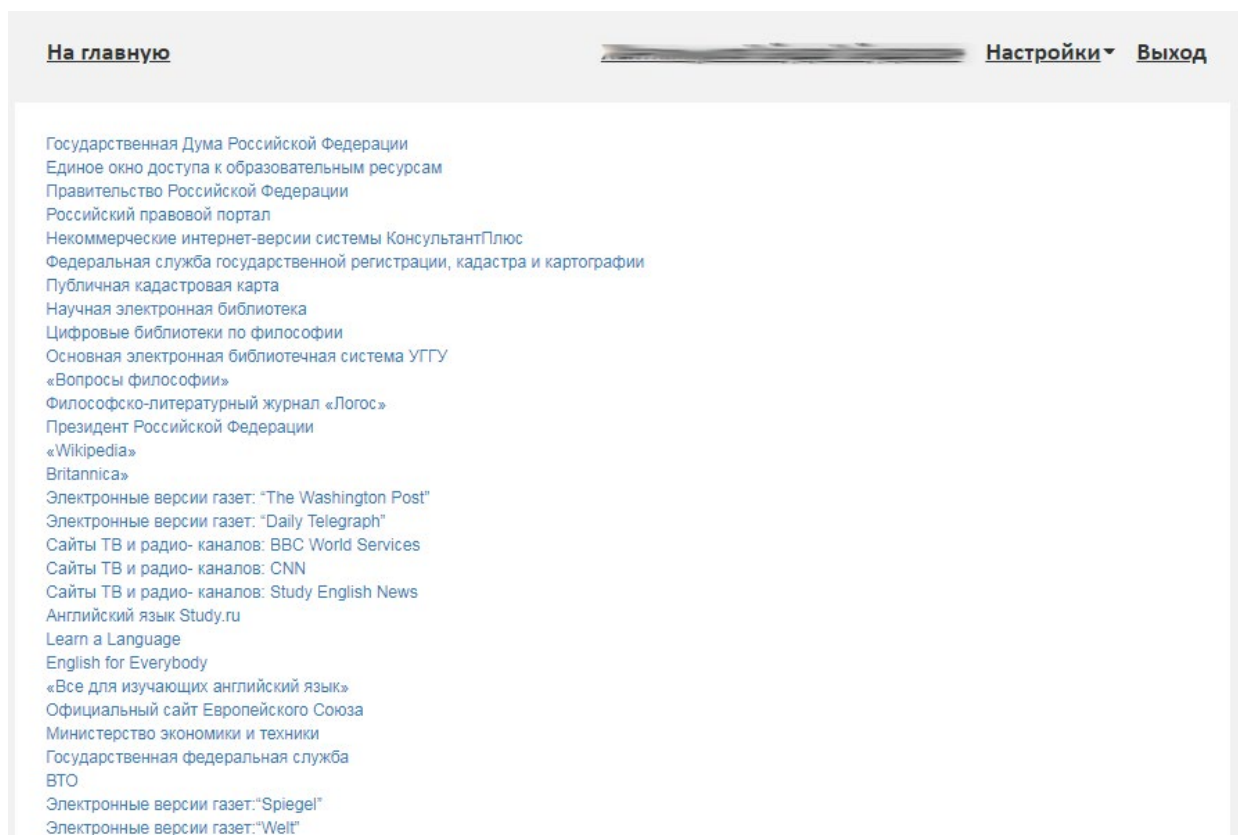 На главную
Настройки Выход
Государственная Дума Российской Федерации
Единое окно доступа к образовательным ресурсам
Правительство Российской Федерации
Российский правовой портал
Некоммерческие интернет-версии системы КонсультантПлюс
Федеральная служба государственной регистрации, кадастра и картографии
Публичная кадастровая карта
Научная электронная библиотека
Цифровые библиотеки по философии
Основная электронная библиотечная система УГГУ
«Вопросы философии»
Философско-литературный журнал «Логос»
Президент Российской Федерации
«Wikipedia»
Britannica»
Электронные версии газет: “The Washington Post”
Электронные версии газет: “Daily Telegraph”
Сайты ТВ и радио- каналов: BBC World Services
Сайты ТВ и радио- каналов: CNN
Сайты ТВ и радио- каналов: Study English News
Английский язык Study.ru
Learn a Language
English for Everybody
«Все для изучающих английский язык»
Официальный сайт Европейского Союза
Министерство экономики и техники
Государственная федеральная служба
ВТО
Электронные версии газет:“Spiegel”
Электронные версии газет:“Welt”